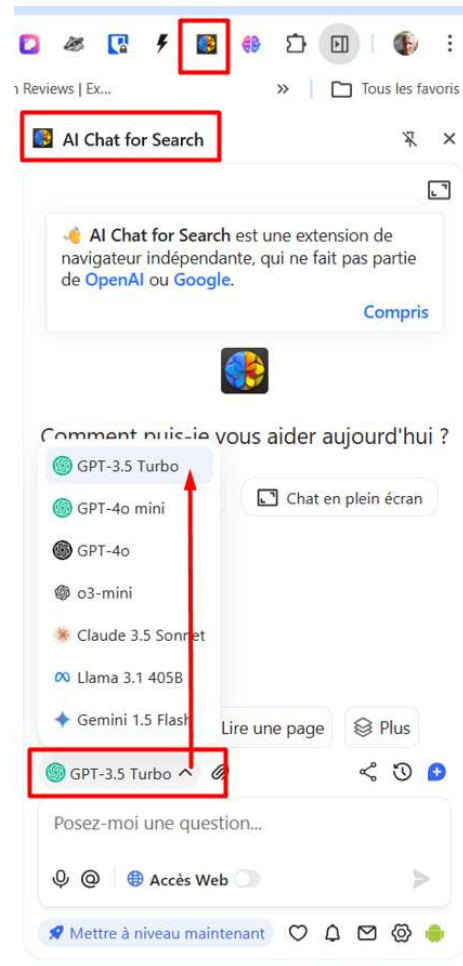 n Reviews | Ex...
»
Tous les favoris
AI Chat for Search
AI Chat for Search est une extension de
navigateur indépendante, qui ne fait pas partie
de OpenAI ou Google.
Compris
Comment puis-je vous aider aujourd'hui ?
GPT-3.5 Turbo
Chat en plein écran
GPT-4o mini
GPT-4o
o3-mini
Claude 3.5 Sonnet
Llama 3.1 405B
Gemini 1.5 Flash
Lire une page
Plus
GPT-3.5 Turbo
Posez-moi une question...
@
Accès Web
Mettre à niveau maintenant